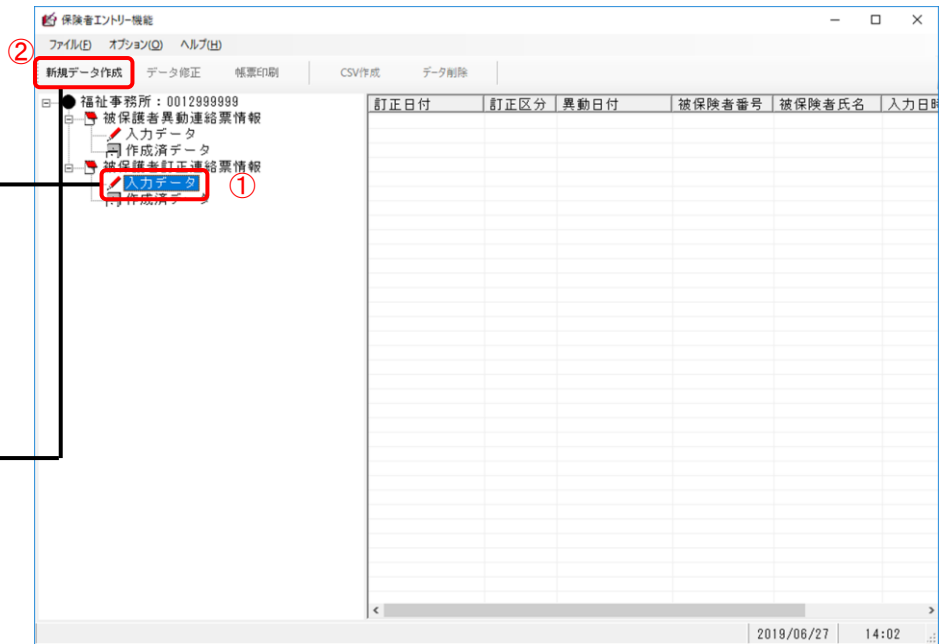 保険者エントリー機能
ファイル(F) オプション(O) ヘルプ(H)
②
新規データ作成 データ修正 帳票印刷 CSV作成 データ削除
福祉事務所：0012999999
被保護者異動連絡票情報
入力データ
作成済データ
被保護者訂正連絡票情報
入力データ ①
作成済データ
訂正日付 訂正区分 異動日付 被保険者番号 被保険者氏名 入力日時
2019/06/27 14:02